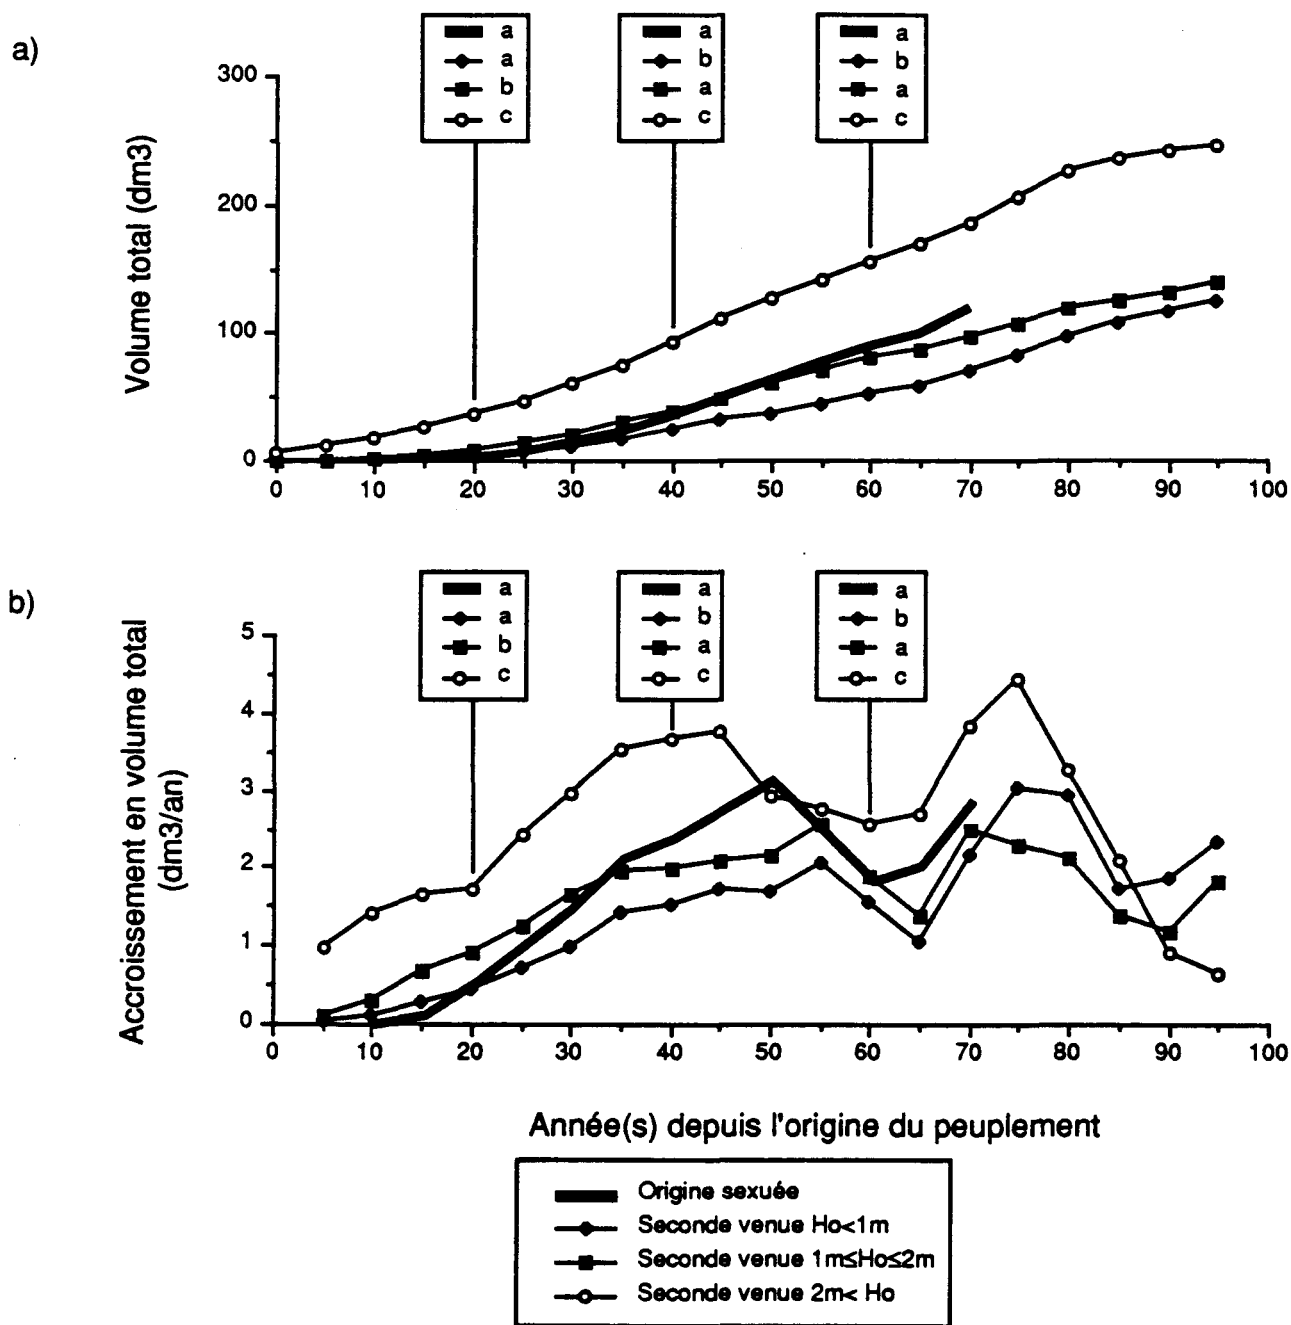 a)
a
a
b
c
a
b
a
c
a
b
a
c
Volume total (dm3)
300
200
100
0
0 10 20 30 40 50 60 70 80 90 100
b)
a
a
b
c
a
b
a
c
a
b
a
c
Accroissement en volume total
(dm3/an)
5
4
3
2
1
0
0 10 20 30 40 50 60 70 80 90 100
Année(s) depuis l'origine du peuplement
Origine sexuée
Seconde venue Ho<1m
Seconde venue 1m≤Ho≤2m
Seconde venue 2m< Ho